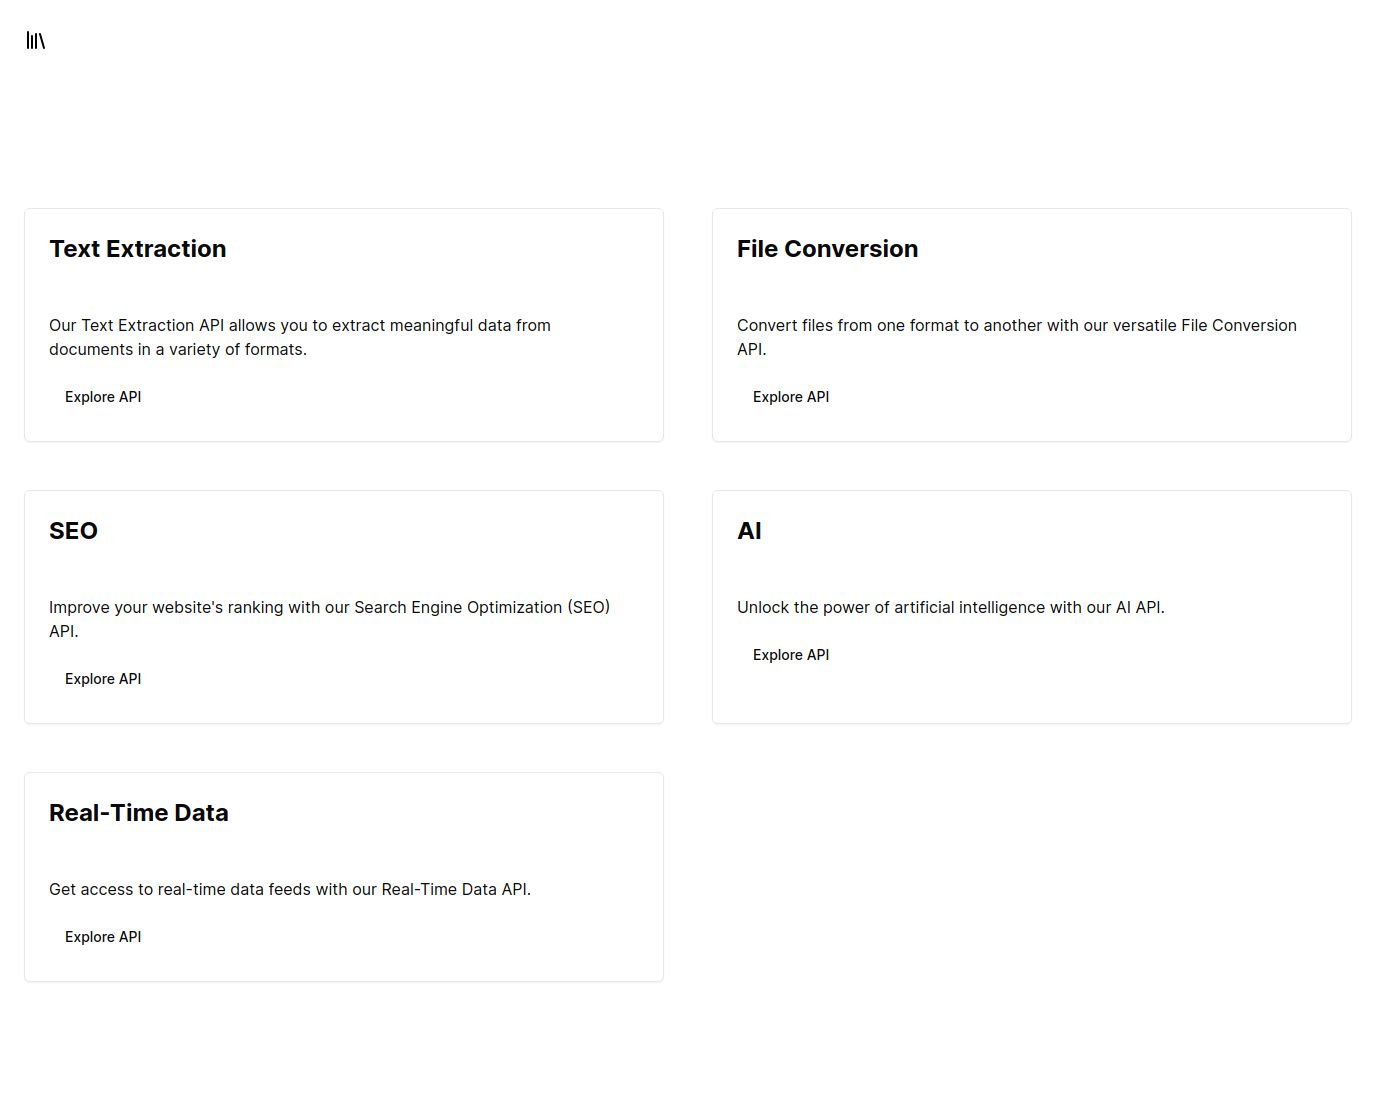 Text Extraction
Our Text Extraction API allows you to extract meaningful data from
documents in a variety of formats.
Explore API
File Conversion
Convert files from one format to another with our versatile File Conversion
API.
Explore API
SEO
Improve your website's ranking with our Search Engine Optimization (SEO)
API.
Explore API
AI
Unlock the power of artificial intelligence with our AI API.
Explore API
Real-Time Data
Get access to real-time data feeds with our Real-Time Data API.
Explore API